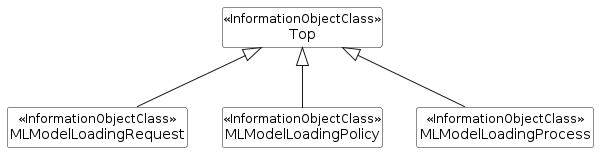 «InformationObjectClass»
Top
«InformationObjectClass»
MLModelLoadingRequest
«InformationObjectClass»
MLModelLoadingPolicy
«InformationObjectClass»
MLModelLoadingProcess